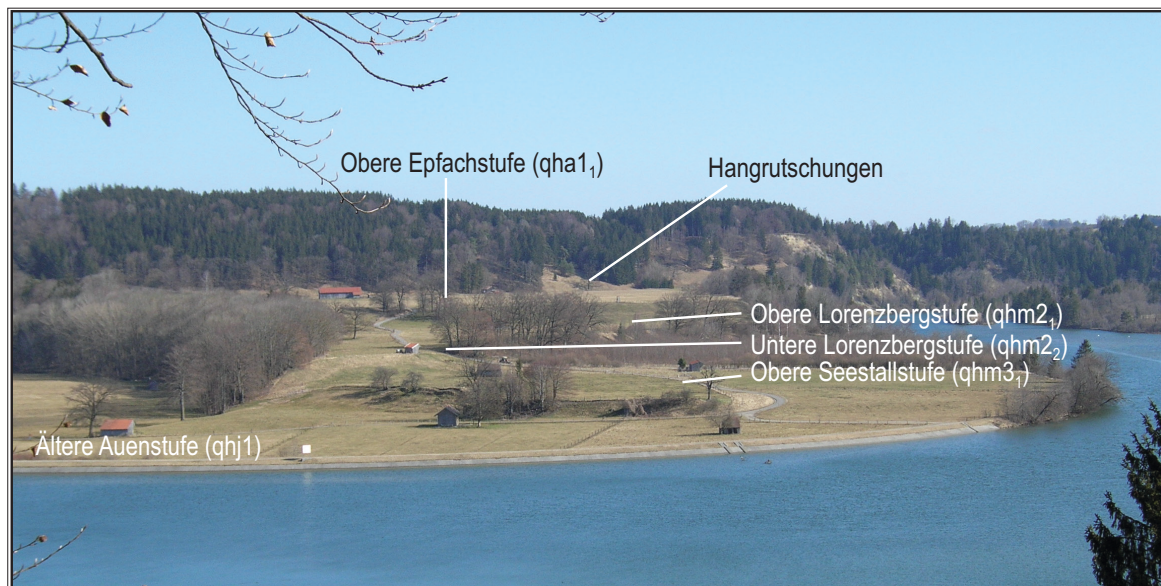 Obere Epfachstufe (qha1₁)
Hangrutschungen
Obere Lorenzbergstufe (qhm2₁)
Untere Lorenzbergstufe (qhm2₂)
Obere Seestallstufe (qhm3₁)
Ältere Auenstufe (qhj1)